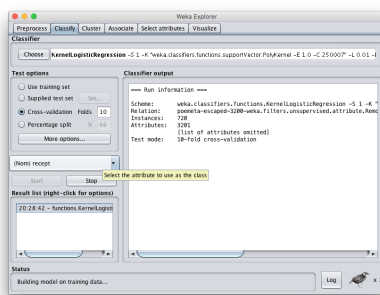 Weka Explorer
Preprocess Classify Cluster Associate Select attributes Visualize
Classifier
Choose KernelLogisticRegression -S 1 -K "weka.classifiers.functions.supportVector.PolyKernel -E 1.0 -C 250007" -L 0.01 -
Test options
Use training set
Supplied test set Set...
Cross-validation Folds 10
Percentage split % 66
More options...
(Nom) recept
Start Stop
Select the attribute to use as the class
Result list (right-click for options)
20:28:42 - functions.KernelLogisti
Classifier output
=== Run information ===
Scheme: weka.classifiers.functions.KernelLogisticRegression -S 1 -K "
Relation: poemeta-escaped-3200-weka.filters.unsupervised.attribute.Remo
Instances: 720
Attributes: 3201
[list of attributes omitted]
Test mode: 10-fold cross-validation
Status
Building model on training data...
Log
x